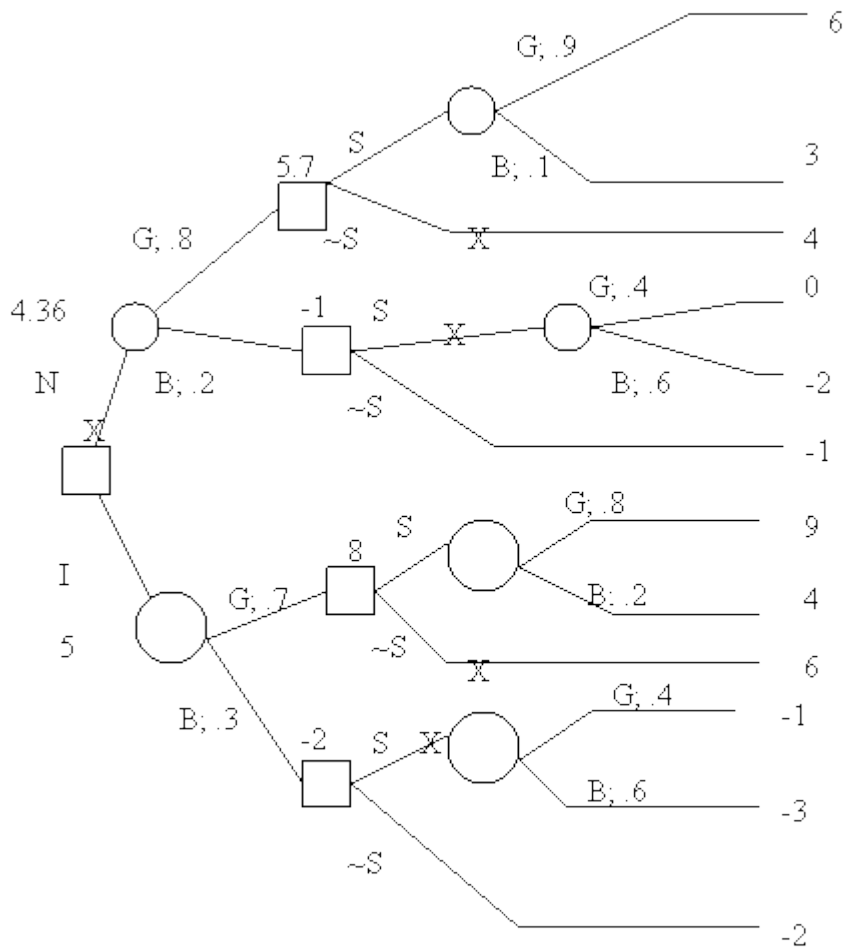 6
G; .9
S
3
B; .1
5.7
4
G; .8
~S
X
0
G; .4
-1
S
4.36
X
B; .6
-2
N
B; .2
~S
X
-1
G; .8
S
9
8
I
G; .7
B; .2
4
5
~S
6
X
G; .4
-1
B; .3
-2
S
X
B; .6
-3
~S
-2